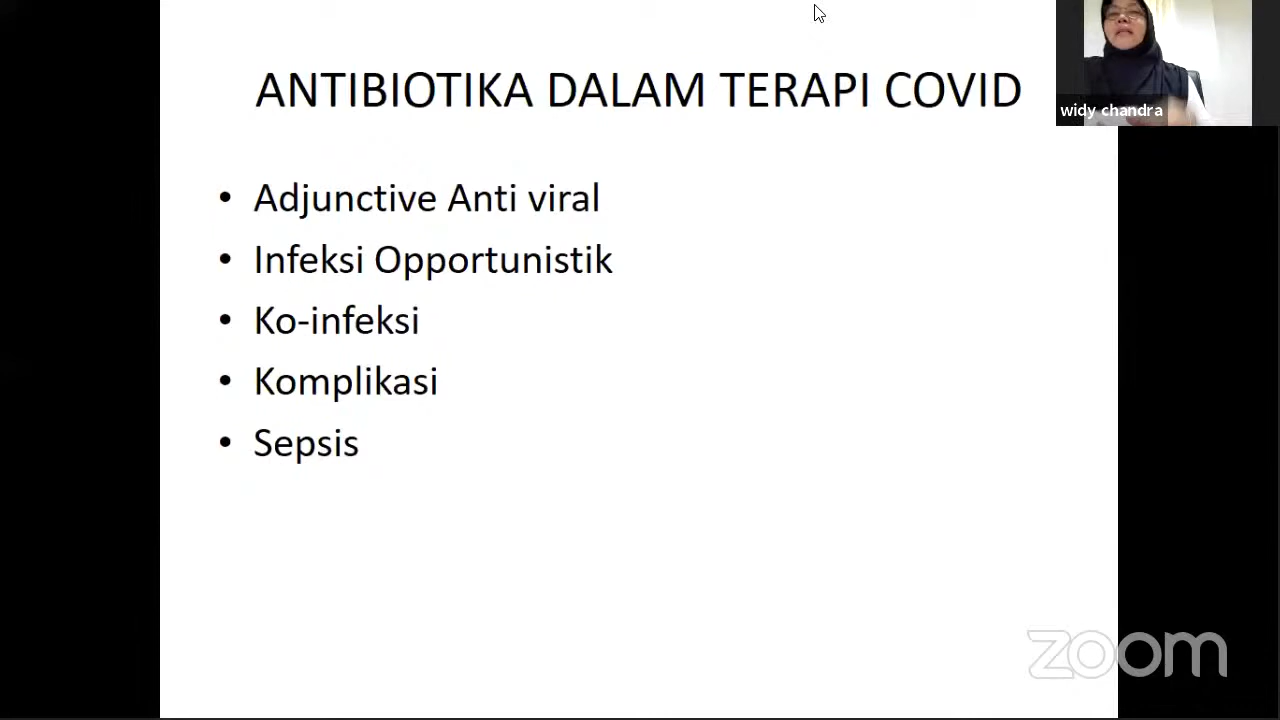 ANTIBIOTIKA DALAM TERAPI COVID
widy chandra
• Adjunctive Anti viral
• Infeksi Opportunistik
• Ko-infeksi
• Komplikasi
• Sepsis
zoom